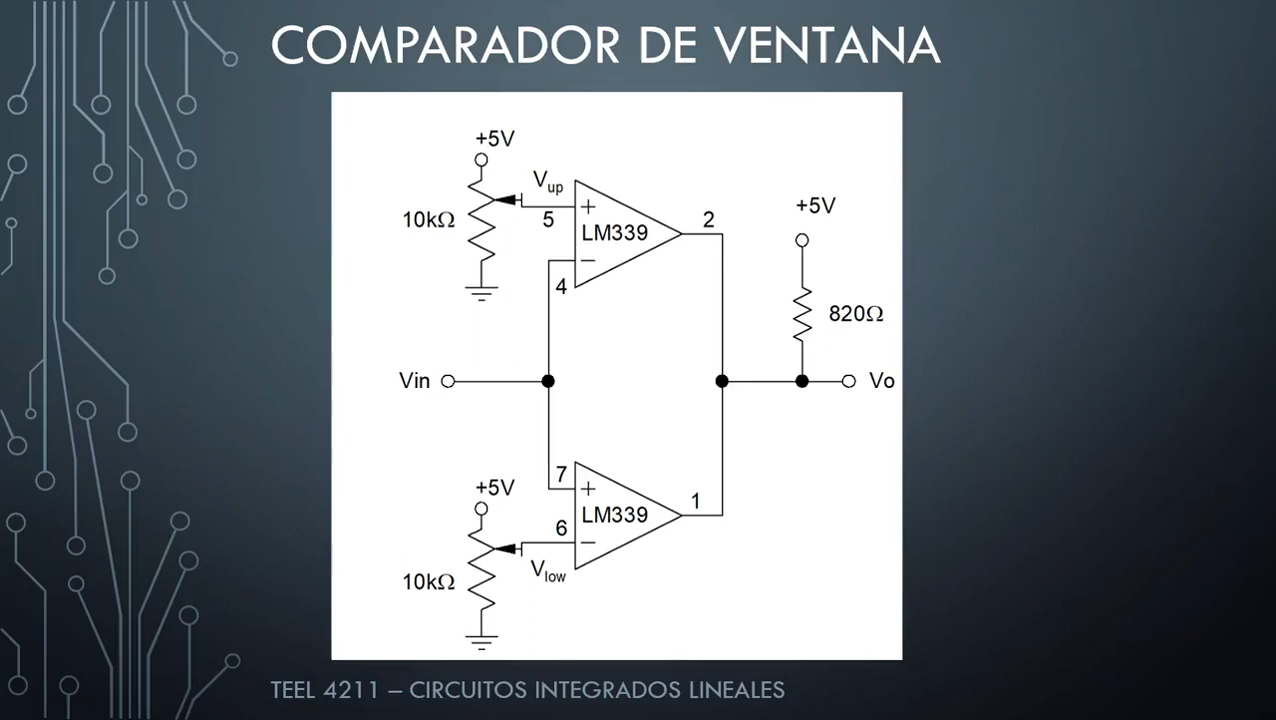 COMPARADOR DE VENTANA
+5V
Vup
5
+
10kΩ
LM339
2
+5V
−
4
820Ω
Vin
Vo
7
+
+5V
LM339
1
6
−
10kΩ
Vlow
TEEL 4211 – CIRCUITOS INTEGRADOS LINEALES